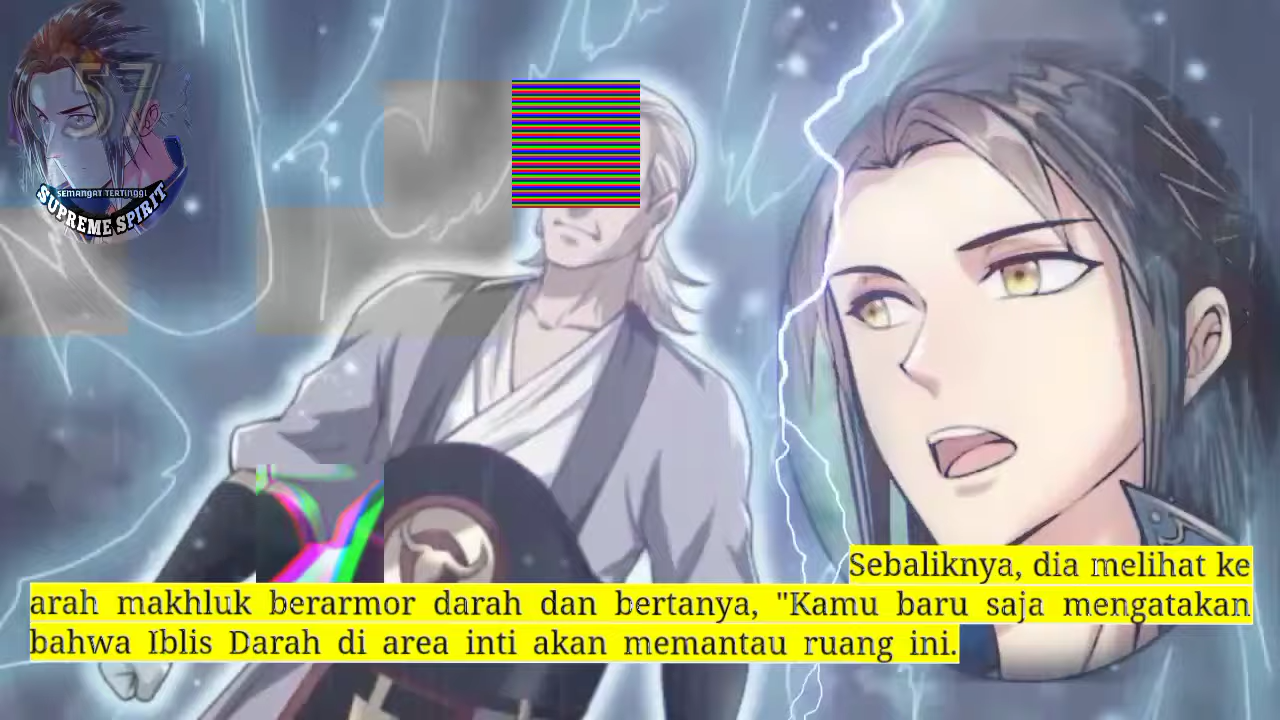 57
SEMANGAT TERTINGGI
SUPREME SPIRIT
Sebaliknya, dia melihat ke
arah makhluk berarmor darah dan bertanya, "Kamu baru saja mengatakan
bahwa Iblis Darah di area inti akan memantau ruang ini.